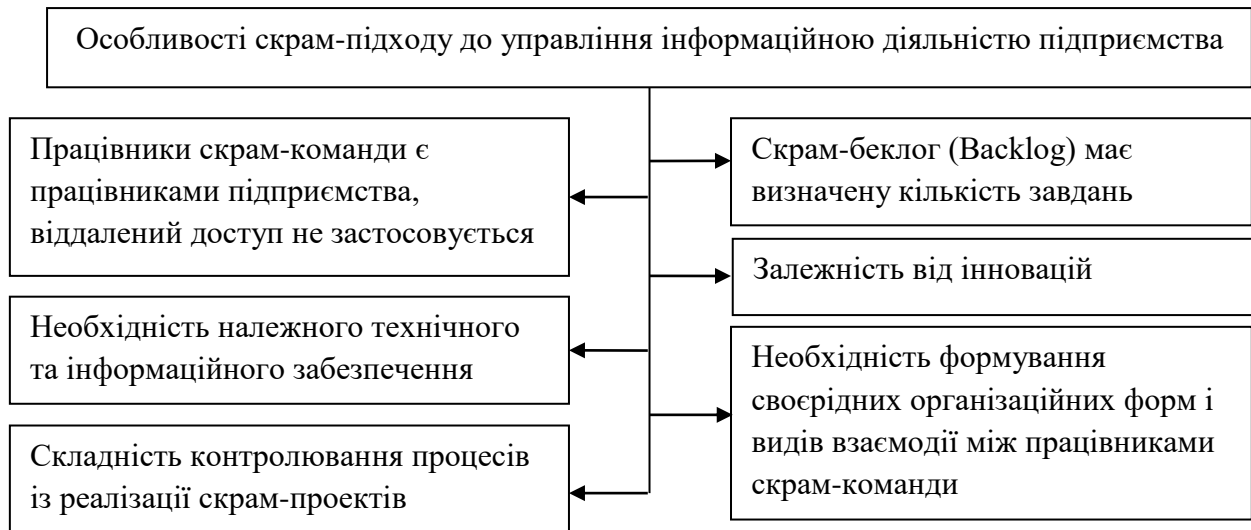 Особливості скрам-підходу до управління інформаційною діяльністю підприємства
Працівники скрам-команди є
працівниками підприємства,
віддалений доступ не застосовується
Необхідність належного технічного
та інформаційного забезпечення
Складність контролювання процесів
із реалізації скрам-проектів
Скрам-беклог (Backlog) має
визначену кількість завдань
Залежність від інновацій
Необхідність формування
своєрідних організаційних форм і
видів взаємодії між працівниками
скрам-команди